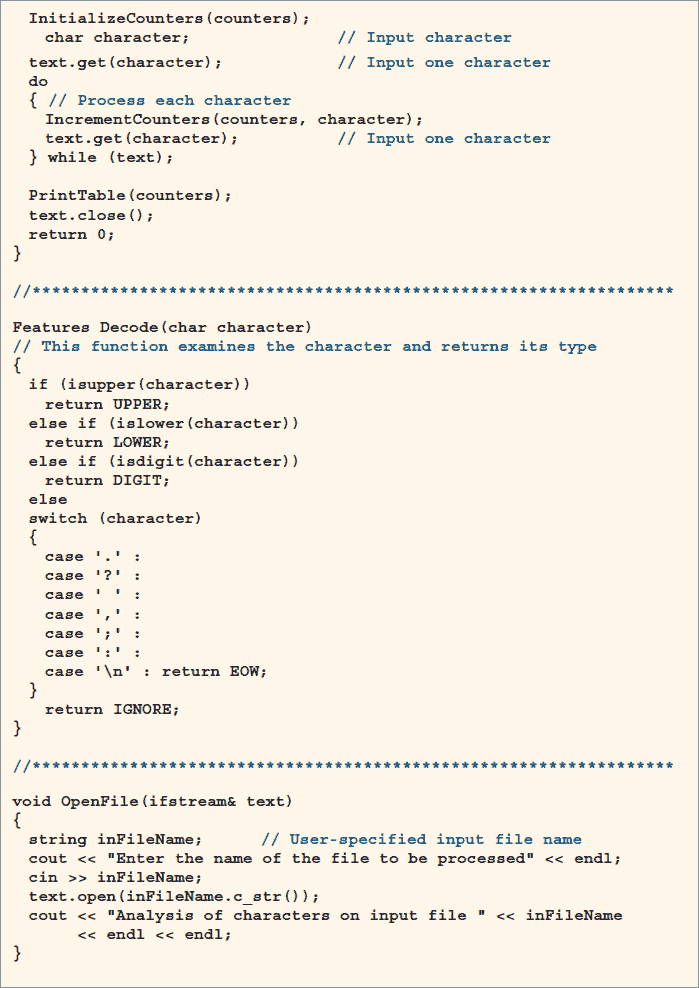 InitializeCounters(counters);
char character; // Input character
text.get(character); // Input one character
do
{ // Process each character
IncrementCounters(counters, character);
text.get(character); // Input one character
} while (text);
PrintTable(counters);
text.close();
return 0;
}
//******************************************************************
Features Decode(char character)
// This function examines the character and returns its type
{
if (isupper(character))
return UPPER;
else if (islower(character))
return LOWER;
else if (isdigit(character))
return DIGIT;
else
switch (character)
{
case '.' :
case '?' :
case ' ' :
case ',' :
case ';' :
case ':' :
case '\n' : return EOW;
}
return IGNORE;
}
//******************************************************************
void OpenFile(ifstream& text)
{
string inFileName; // User-specified input file name
cout << "Enter the name of the file to be processed" << endl;
cin >> inFileName;
text.open(inFileName.c_str());
cout << "Analysis of characters on input file " << inFileName
<< endl << endl;
}